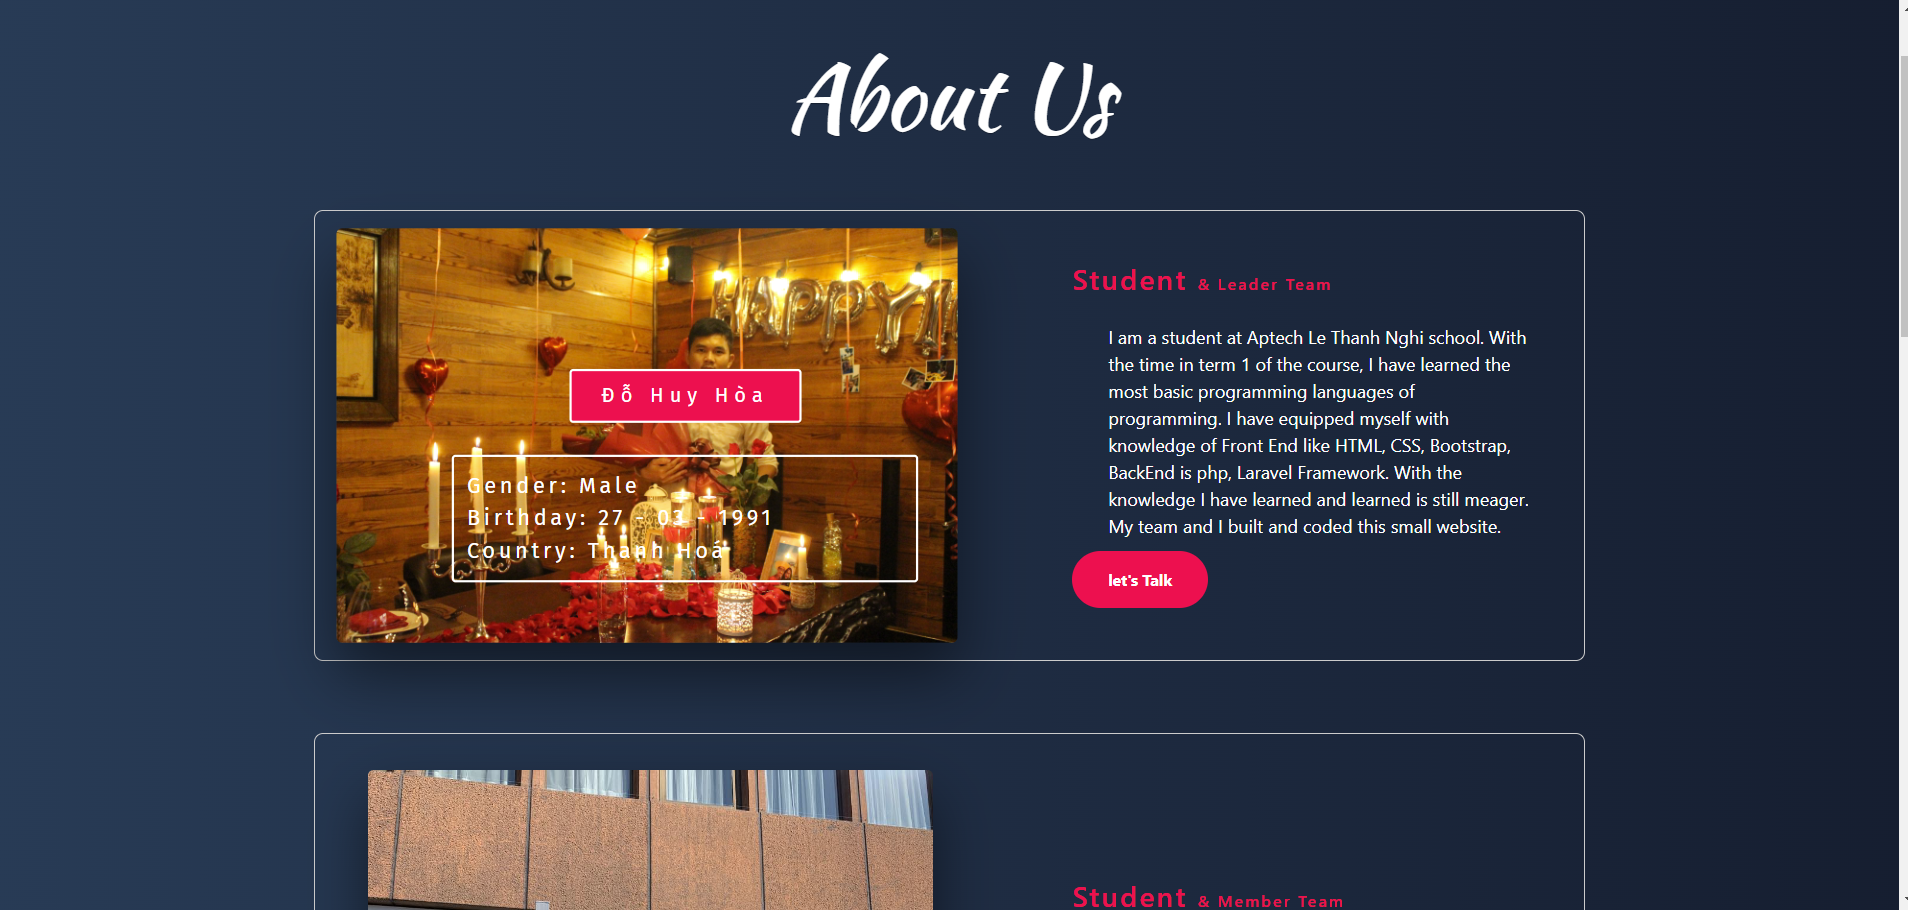 About Us
HAPPY
Đỗ Huy Hòa
Gender: Male
Birthday: 27 - 03 - 1991
Country: Thanh Hoá
Student & Leader Team
I am a student at Aptech Le Thanh Nghi school. With
the time in term 1 of the course, I have learned the
most basic programming languages of
programming. I have equipped myself with
knowledge of Front End like HTML, CSS, Bootstrap,
BackEnd is php, Laravel Framework. With the
knowledge I have learned and learned is still meager.
My team and I built and coded this small website.
let's Talk
Student & Member Team